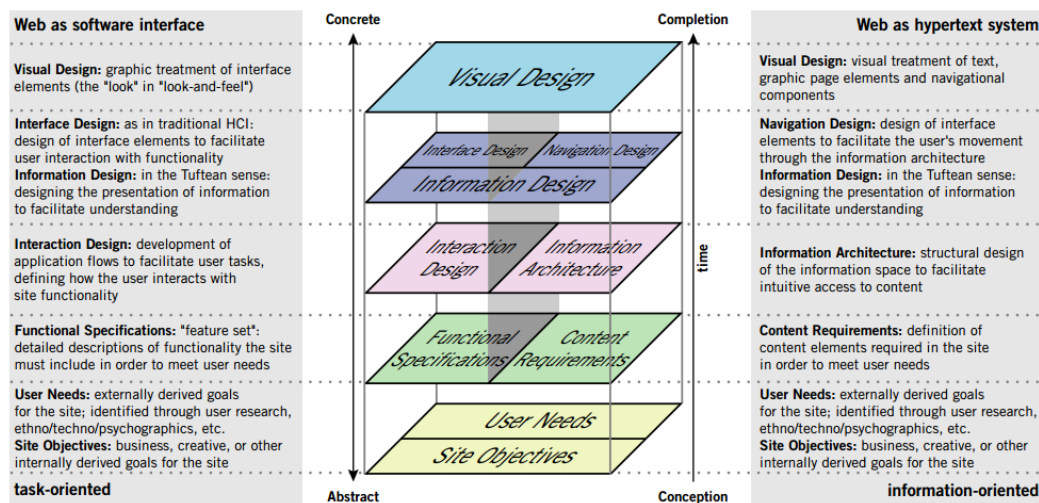 Web as software interface
Concrete
Completion
Web as hypertext system
Visual Design: graphic treatment of interface
elements (the "look" in "look-and-feel")
Visual Design
Visual Design: visual treatment of text,
graphic page elements and navigational
components
Interface Design: as in traditional HCI:
design of interface elements to facilitate
user interaction with functionality
Information Design: in the Tuftean sense:
designing the presentation of information
to facilitate understanding
Interface Design
Navigation Design
Information Design
Navigation Design: design of interface
elements to facilitate the user's movement
through the information architecture
Information Design: in the Tuftean sense:
designing the presentation of information
to facilitate understanding
Interaction Design: development of
application flows to facilitate user tasks,
defining how the user interacts with
site functionality
Interaction
Design
Information
Architecture
time
Information Architecture: structural design
of the information space to facilitate
intuitive access to content
Functional Specifications: "feature set":
detailed descriptions of functionality the site
must include in order to meet user needs
Functional
Specifications
Content
Requirements
Content Requirements: definition of
content elements required in the site
in order to meet user needs
User Needs: externally derived goals
for the site; identified through user research,
ethno/techno/psychographics, etc.
Site Objectives: business, creative, or other
internally derived goals for the site
User Needs
Site Objectives
User Needs: externally derived goals
for the site; identified through user research,
ethno/techno/psychographics, etc.
Site Objectives: business, creative, or other
internally derived goals for the site
task-oriented
Abstract
Conception
information-oriented